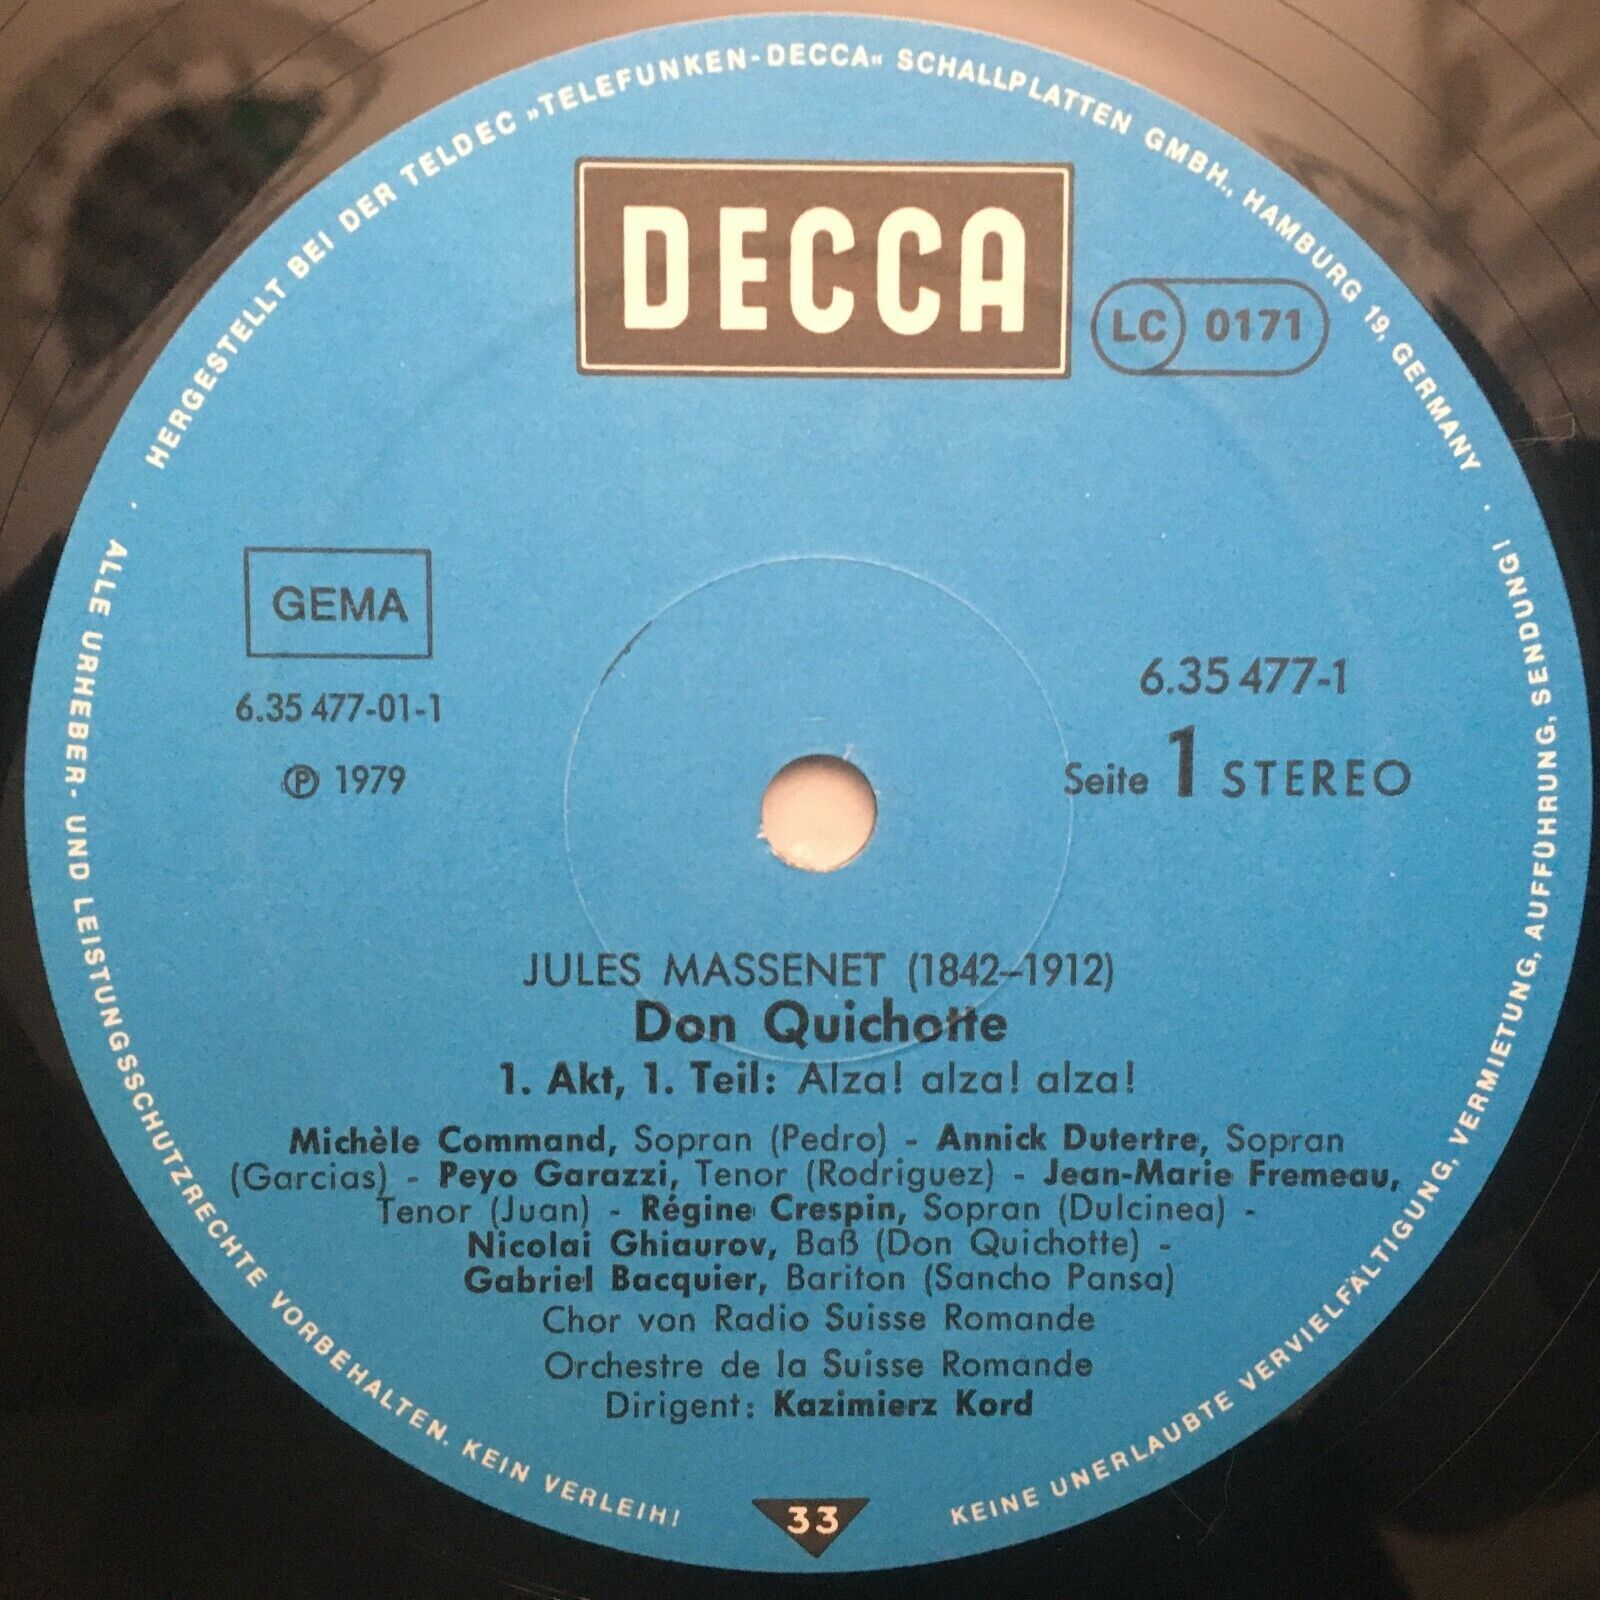 HERGESTELLT BEI DER TELDEC »TELEFUNKEN-DECCA« SCHALLPLATTEN GMBH., HAMBURG 19, GERMANY ·
DECCA
LC 0171
GEMA
6.35 477-01-1
Ⓟ 1979
6.35 477-1
Seite 1 STEREO
JULES MASSENET (1842–1912)
Don Quichotte
1. Akt, 1. Teil: Alza! alza! alza!
Michèle Command, Sopran (Pedro) - Annick Dutertre, Sopran
(Garcias) - Peyo Garazzi, Tenor (Rodriguez) - Jean-Marie Fremeau,
Tenor (Juan) - Régine Crespin, Sopran (Dulcinea) -
Nicolai Ghiaurov, Baß (Don Quichotte) -
Gabriel Bacquier, Bariton (Sancho Pansa)
Chor von Radio Suisse Romande
Orchestre de la Suisse Romande
Dirigent: Kazimierz Kord
33
· ALLE URHEBER- UND LEISTUNGSSCHUTZRECHTE VORBEHALTEN. KEIN VERLEIH!
KEINE UNERLAUBTE VERVIELFÄLTIGUNG, VERMIETUNG, AUFFÜHRUNG, SENDUNG!